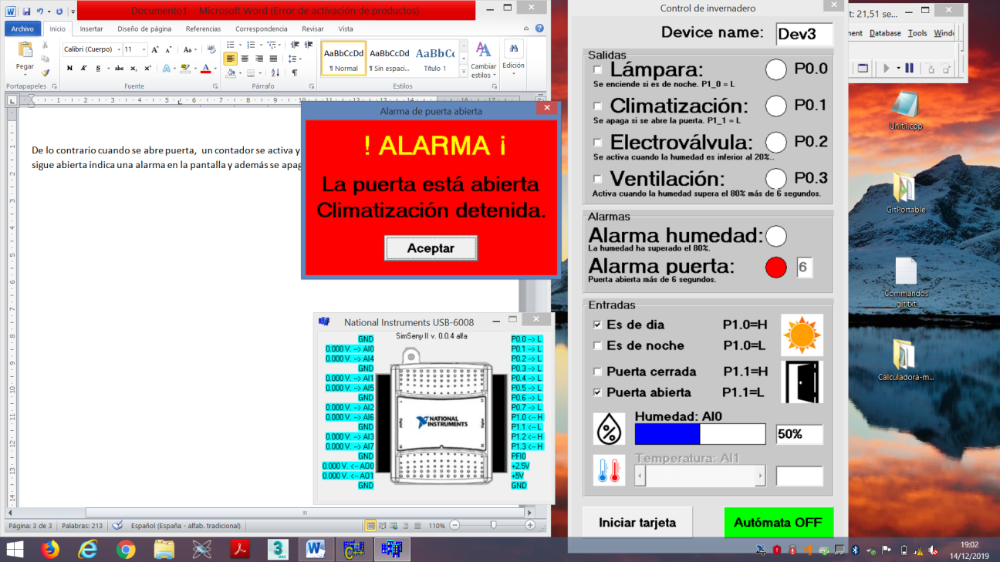 Documento1 - Microsoft Word (Error de activación de productos)
Archivo
Inicio
Insertar
Diseño de página
Referencias
Correspondencia
Revisar
Vista
Pegar
Calibri (Cuerpo)
11
N K S abc x₂ x²
AaBbCcDd
¶ Normal
AaBbCcDd
¶ Sin espaci...
AaBbCc
Título 1
Cambiar
estilos
Edición
Portapapeles
Fuente
Párrafo
Estilos
De lo contrario cuando se abre puerta, un contador se activa y
sigue abierta indica una alarma en la pantalla y además se apag
Página: 3 de 3
Palabras: 213
Español (España - alfab. tradicional)
110%
Alarma de puerta abierta
! ALARMA ¡
La puerta está abierta
Climatización detenida.
Aceptar
National Instruments USB-6008
SimSeny II v. 0.0.4 alfa
GND
0.000 V. --> AI0
0.000 V. --> AI4
GND
0.000 V. --> AI1
0.000 V. --> AI5
GND
0.000 V. --> AI2
0.000 V. --> AI6
GND
0.000 V. --> AI3
0.000 V. --> AI7
GND
0.000 V. <-- AO0
0.000 V. <-- AO1
GND
NATIONAL
INSTRUMENTS
P0.0 --> L
P0.1 --> L
P0.2 --> L
P0.3 --> L
P0.4 --> L
P0.5 --> L
P0.6 --> L
P0.7 --> L
P1.0 <-- H
P1.1 <-- L
P1.2 <-- H
P1.3 <-- H
PFI0
+2.5V
+5V
GND
Control de invernadero
Device name: Dev3
Salidas
Lámpara: P0.0
Se enciende si es de noche. P1_0 = L
Climatización: P0.1
Se apaga si se abre la puerta. P1_1 = L
Electroválvula: P0.2
Se activa cuando la humedad es inferior al 20%..
Ventilación: P0.3
Activa cuando la humedad supera el 80% más de 6 segundos.
Alarmas
Alarma humedad:
La humedad ha superado el 80%.
Alarma puerta: 6
Puerta abierta más de 6 segundos.
Entradas
Es de dia P1.0=H
Es de noche P1.0=L
Puerta cerrada P1.1=H
Puerta abierta P1.1=L
Humedad: AI0
50%
Temperatura: AI1
Iniciar tarjeta
Autómata OFF
t: 21,51 se...
nent Database Tools Wind
Unit1.cpp
GitPortable
Commandos
git.txt
Calculadora-m...
19:02
14/12/2019